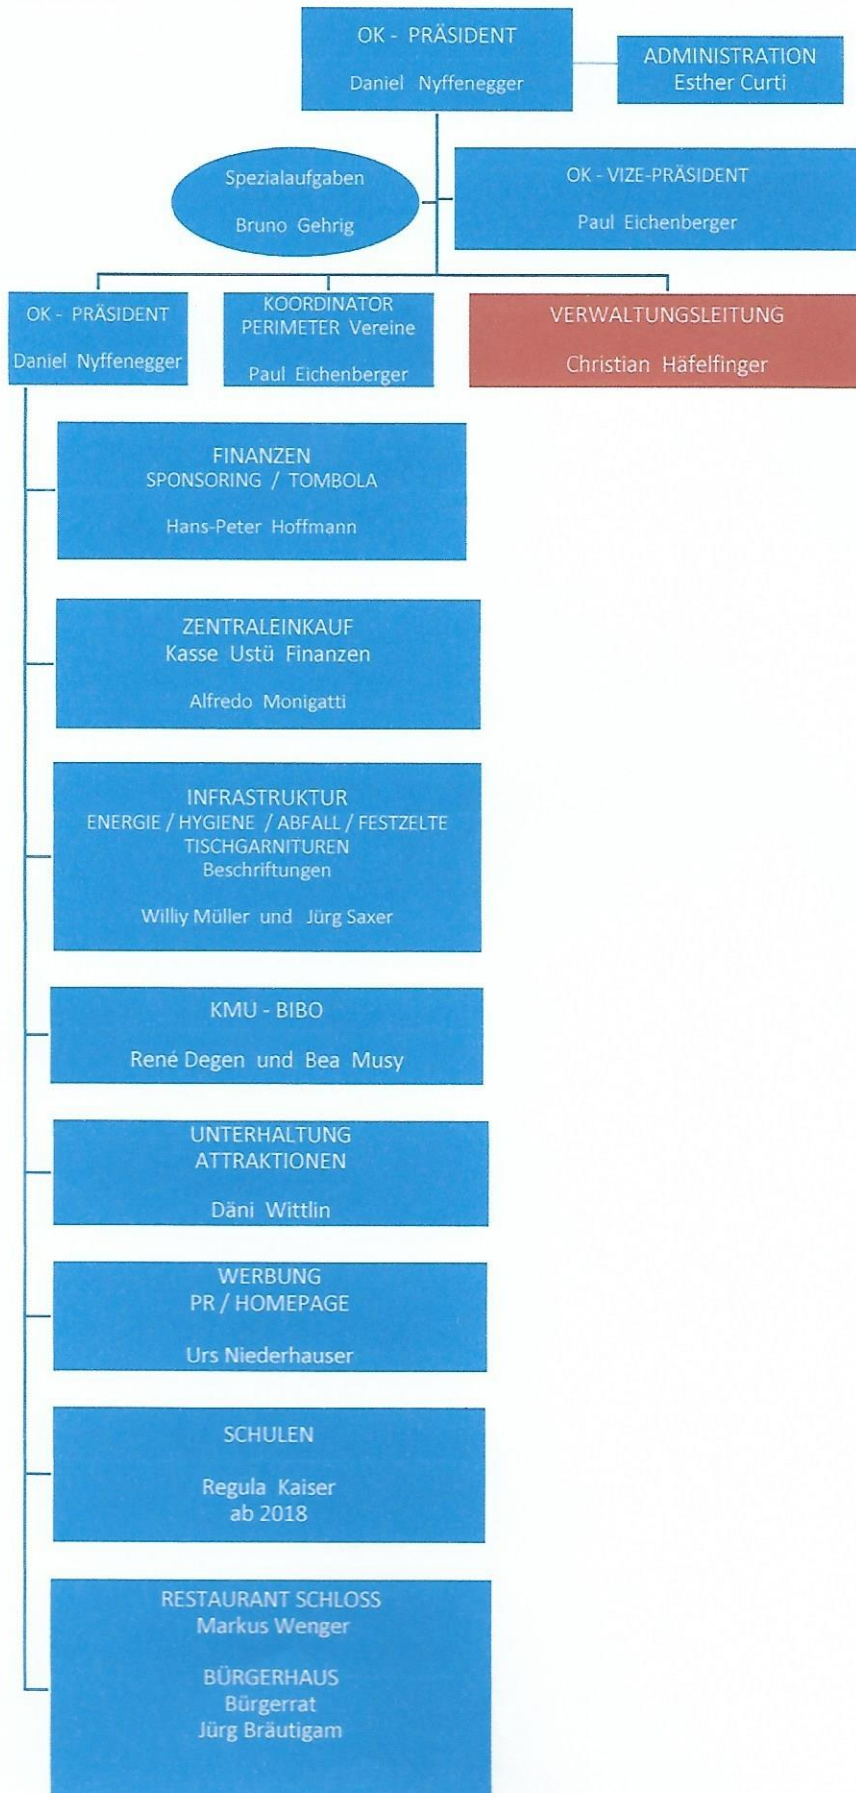 OK - PRÄSIDENT
Daniel Nyffenegger
ADMINISTRATION
Esther Curti
Spezialaufgaben
Bruno Gehrig
OK - VIZE-PRÄSIDENT
Paul Eichenberger
OK - PRÄSIDENT
Daniel Nyffenegger
KOORDINATOR
PERIMETER Vereine
Paul Eichenberger
VERWALTUNGSLEITUNG
Christian Häfelfinger
FINANZEN
SPONSORING / TOMBOLA
Hans-Peter Hoffmann
ZENTRALEINKAUF
Kasse Ustü Finanzen
Alfredo Monigatti
INFRASTRUKTUR
ENERGIE / HYGIENE / ABFALL / FESTZELTE
TISCHGARNITUREN
Beschriftungen
Williy Müller und Jürg Saxer
KMU - BIBO
René Degen und Bea Musy
UNTERHALTUNG
ATTRAKTIONEN
Däni Wittlin
WERBUNG
PR / HOMEPAGE
Urs Niederhauser
SCHULEN
Regula Kaiser
ab 2018
RESTAURANT SCHLOSS
Markus Wenger
BÜRGERHAUS
Bürgerrat
Jürg Bräutigam